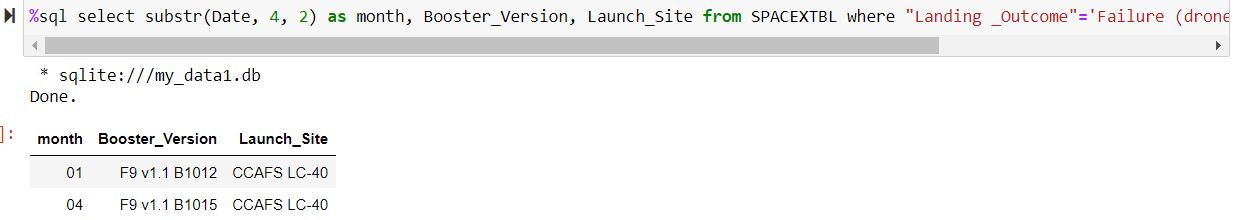 %sql select substr(Date, 4, 2) as month, Booster_Version, Launch_Site from SPACEXTBL where "Landing _Outcome"='Failure (drone
* sqlite:///my_data1.db
Done.
]:
month Booster_Version Launch_Site
01 F9 v1.1 B1012 CCAFS LC-40
04 F9 v1.1 B1015 CCAFS LC-40